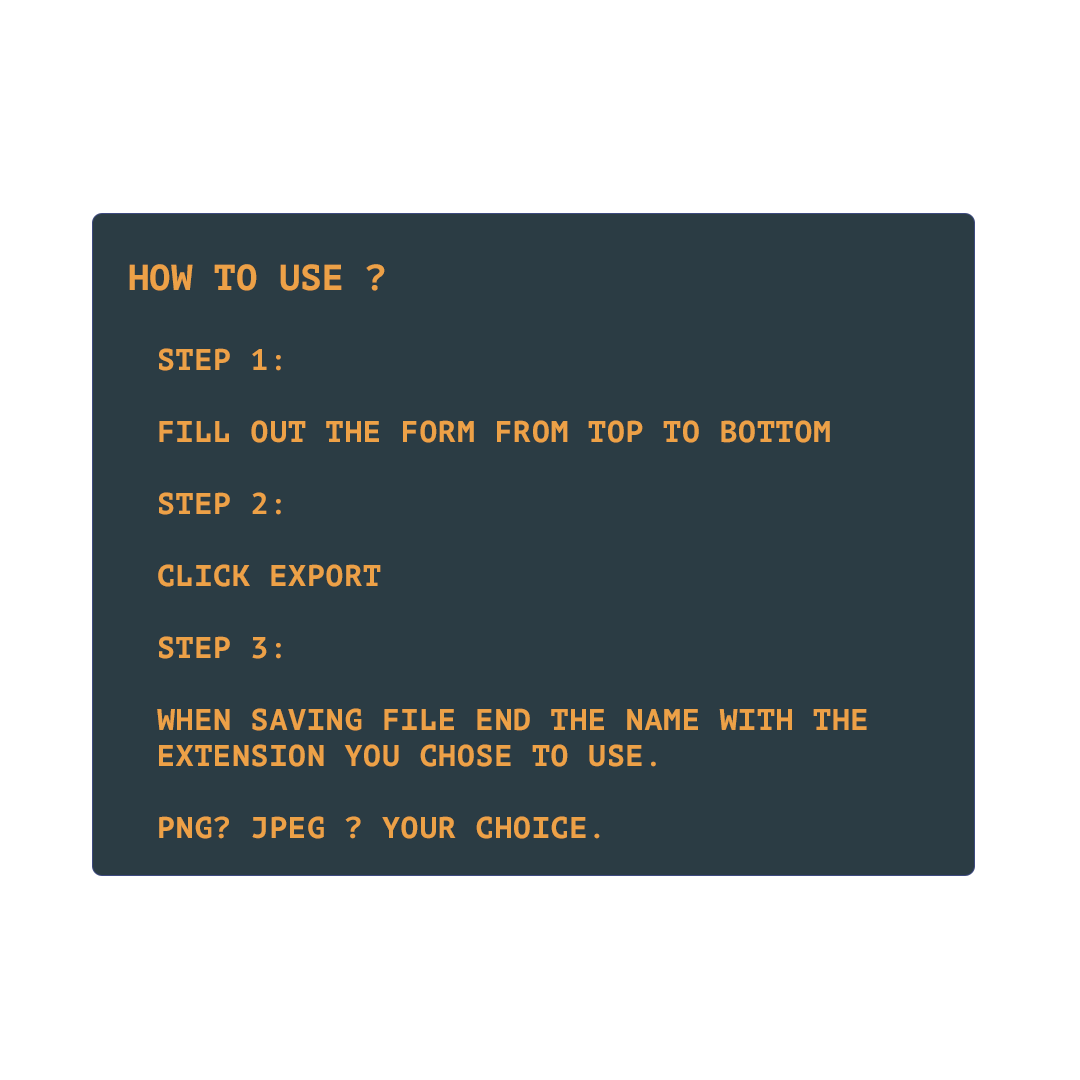 HOW TO USE ?
STEP 1:
FILL OUT THE FORM FROM TOP TO BOTTOM
STEP 2:
CLICK EXPORT
STEP 3:
WHEN SAVING FILE END THE NAME WITH THE
EXTENSION YOU CHOSE TO USE.
PNG? JPEG ? YOUR CHOICE.